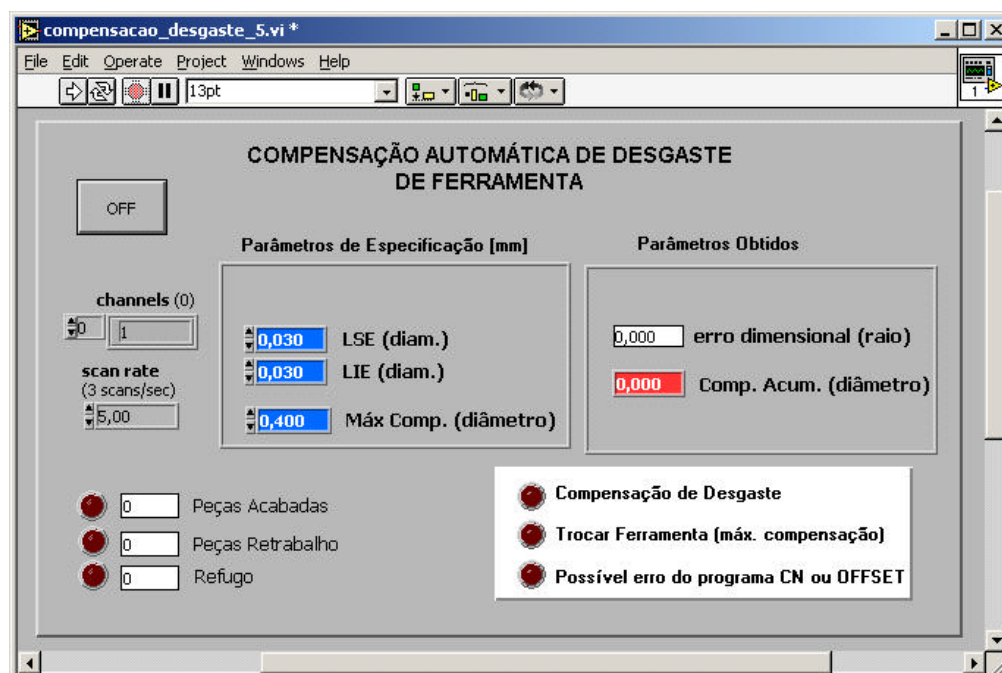 compensacao_desgaste_5.vi *
File Edit Operate Project Windows Help
13pt
1
COMPENSAÇÃO AUTOMÁTICA DE DESGASTE
DE FERRAMENTA
OFF
Parâmetros de Especificação [mm]
Parâmetros Obtidos
channels (0)
0 1
scan rate
(3 scans/sec)
5,00
0,030 LSE (diam.)
0,030 LIE (diam.)
0,400 Máx Comp. (diâmetro)
0,000 erro dimensional (raio)
0,000 Comp. Acum. (diâmetro)
0 Peças Acabadas
0 Peças Retrabalho
0 Refugo
Compensação de Desgaste
Trocar Ferramenta (máx. compensação)
Possível erro do programa CN ou OFFSET